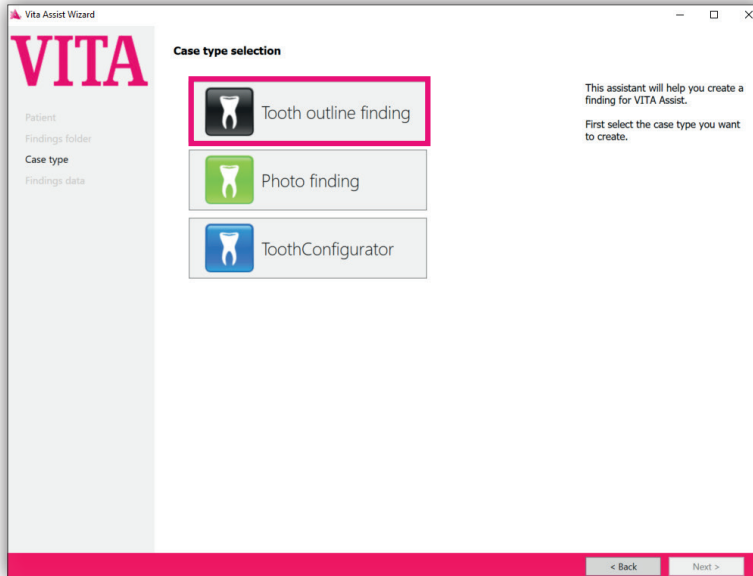 Vita Assist Wizard
VITA
Patient
Findings folder
Case type
Findings data
Case type selection
Tooth outline finding
Photo finding
ToothConfigurator
This assistant will help you create a
finding for VITA Assist.
First select the case type you want
to create.
< Back
Next >